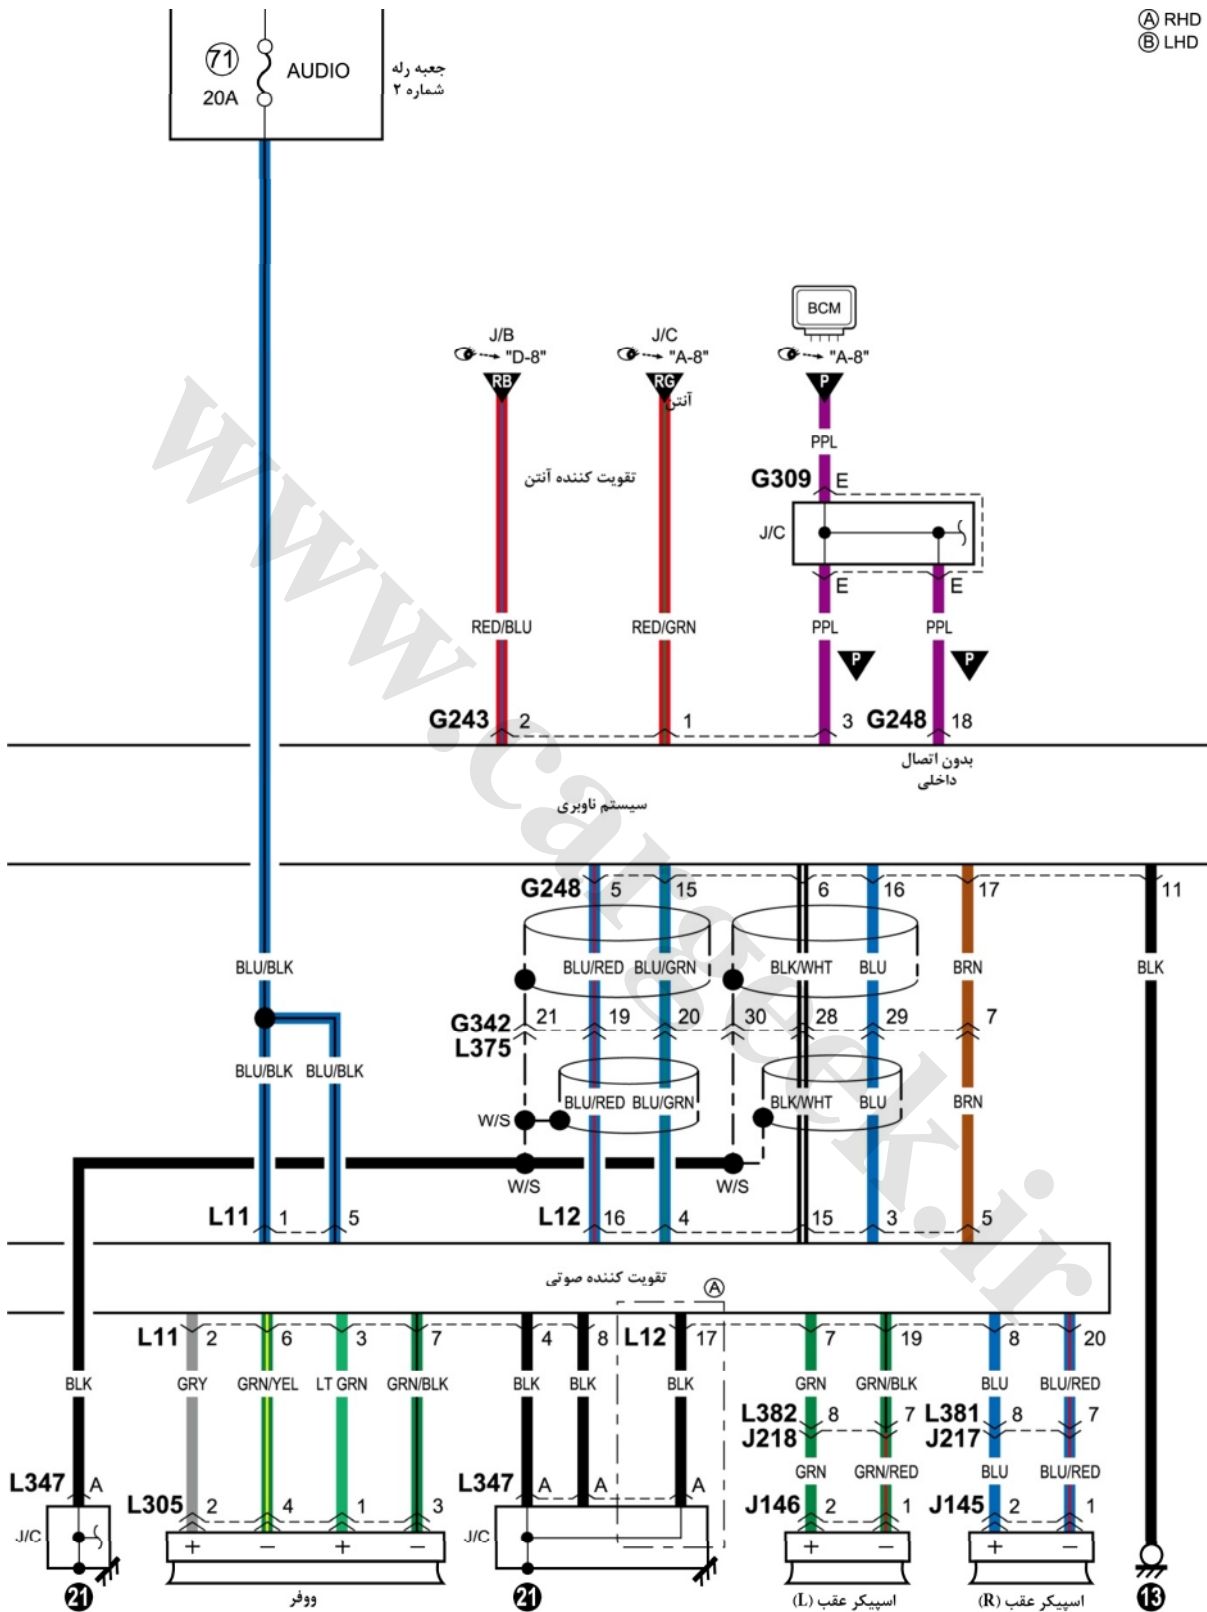 Ⓐ RHD
Ⓑ LHD
71
20A
AUDIO
جعبه رله
شماره ۲
BCM
J/B
"D-8"
J/C
"A-8"
"A-8"
RB
RG
P
آنتن
PPL
تقویت کننده آنتن
G309 E
J/C
E E
RED/BLU RED/GRN PPL PPL
P P
G243 2 1 3 G248 18
بدون اتصال
داخلی
سیستم ناوبری
G248 5 15 6 16 17 11
BLU/BLK BLU/RED BLU/GRN BLK/WHT BLU BRN BLK
G342 21 19 20 30 28 29 7
L375
BLU/BLK BLU/BLK BLU/RED BLU/GRN BLK/WHT BLU BRN
W/S
W/S W/S
L11 1 5 L12 16 4 15 3 5
تقویت کننده صوتی
Ⓐ
L11 2 6 3 7 4 8 L12 17 7 19 8 20
BLK GRY GRN/YEL LT GRN GRN/BLK BLK BLK BLK GRN GRN/BLK BLU BLU/RED
L382 8 7 L381 8 7
J218 J217
GRN GRN/RED BLU BLU/RED
L347 A L305 2 4 1 3 L347 A A A J146 2 1 J145 2 1
J/C + − + − J/C + − + −
21 ووفر 21 اسپیکر عقب (L) اسپیکر عقب (R) 13
www.cargeek.ir